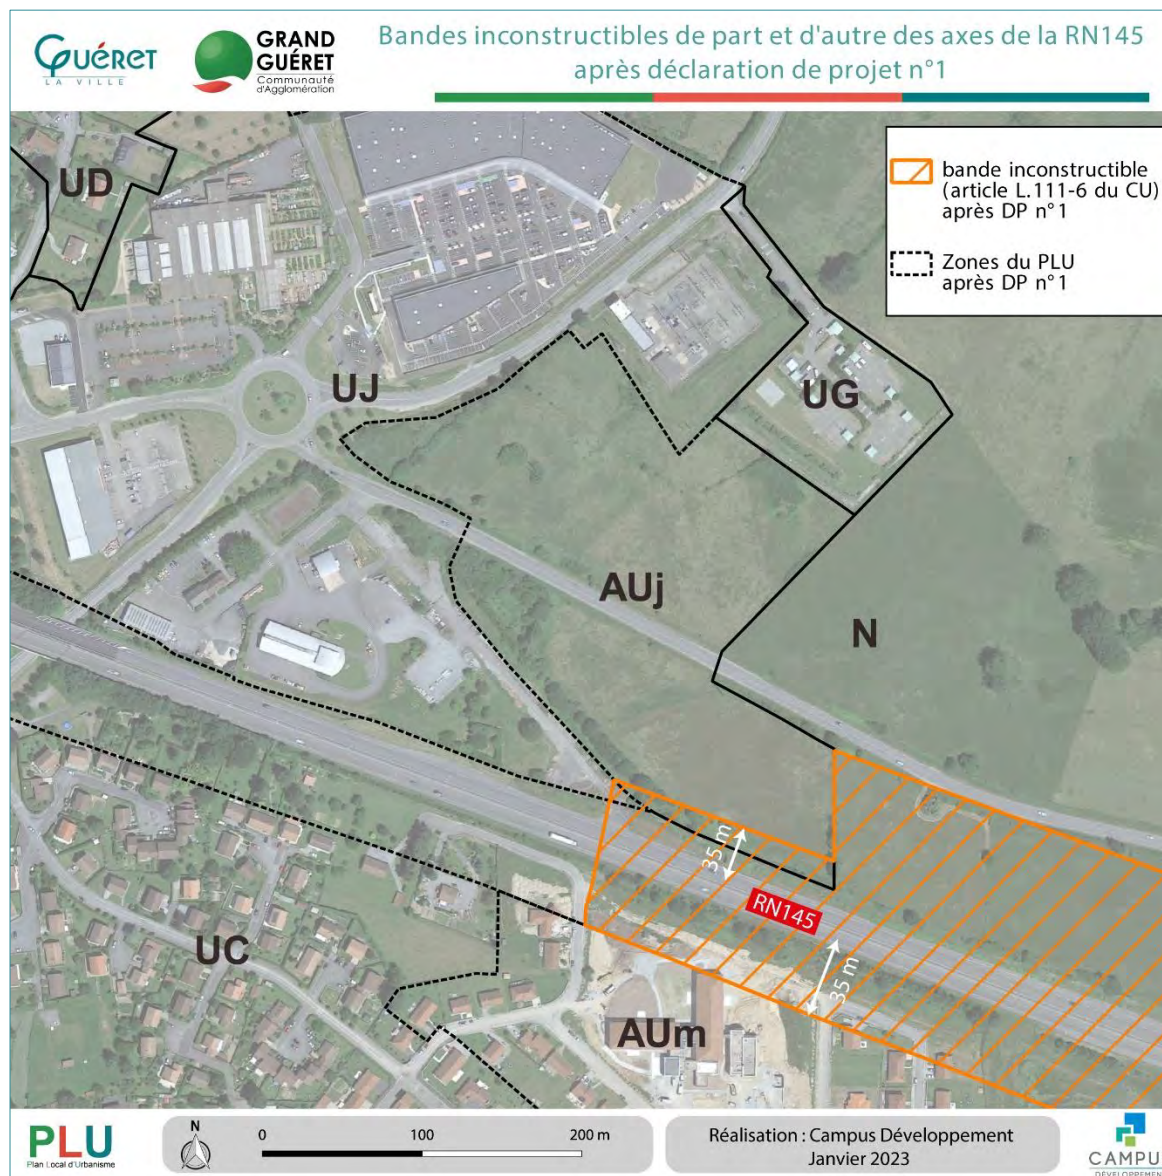 Guéret
LA VILLE
GRAND
GUÉRET
Communauté
d'Agglomération
Bandes inconstructibles de part et d'autre des axes de la RN145
après déclaration de projet n°1
bande inconstructible
(article L.111-6 du CU)
après DP n°1
Zones du PLU
après DP n°1
UD
UJ
UG
AUj
N
35 m
RN145
35 m
UC
AUm
PLU
Plan Local d'Urbanisme
N
0 100 200 m
Réalisation : Campus Développement
Janvier 2023
CAMPUS
DÉVELOPPEMENT